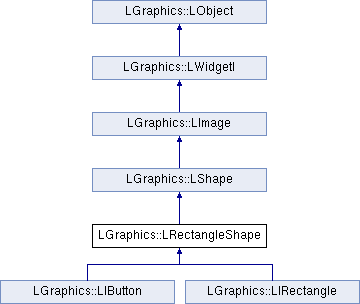 LGraphics::LObject
LGraphics::LWidgetI
LGraphics::LImage
LGraphics::LShape
LGraphics::LRectangleShape
LGraphics::LIButton
LGraphics::LIRectangle